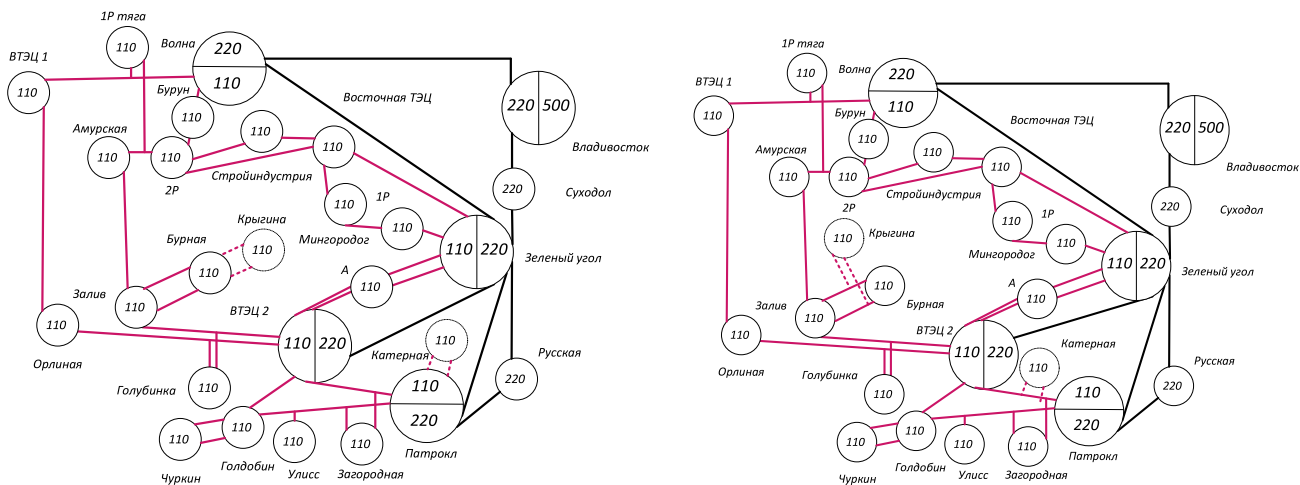 1Р тяга
110
Волна
220
110
ВТЭЦ 1
110
Бурун
110
Восточная ТЭЦ
220 500
Владивосток
Амурская
110
110
2Р
110
110
Стройиндустрия
220
Суходол
110
1Р
110
Мингородог
Крыгина
110
Бурная
110
110 220
Зеленый угол
А
110
Залив
110
ВТЭЦ 2
110 220
110
Орлиная
110
Катерная
Русская
220
Голубинка
110
110
220
Патрокл
110
Чуркин
110
Голдобин
110
Улисс
110
Загородная
1Р тяга
110
Волна
220
110
ВТЭЦ 1
110
Бурун
110
Восточная ТЭЦ
220 500
Владивосток
Амурская
110
110
2Р
110
110
Стройиндустрия
220
Суходол
110
1Р
110
Мингородог
110
Крыгина
110
Бурная
110 220
Зеленый угол
А
110
Залив
110
ВТЭЦ 2
110 220
110
Орлиная
Катерная
110
Русская
220
Голубинка
110
110
220
Патрокл
110
Чуркин
110
Голдобин
110
Улисс
110
Загородная